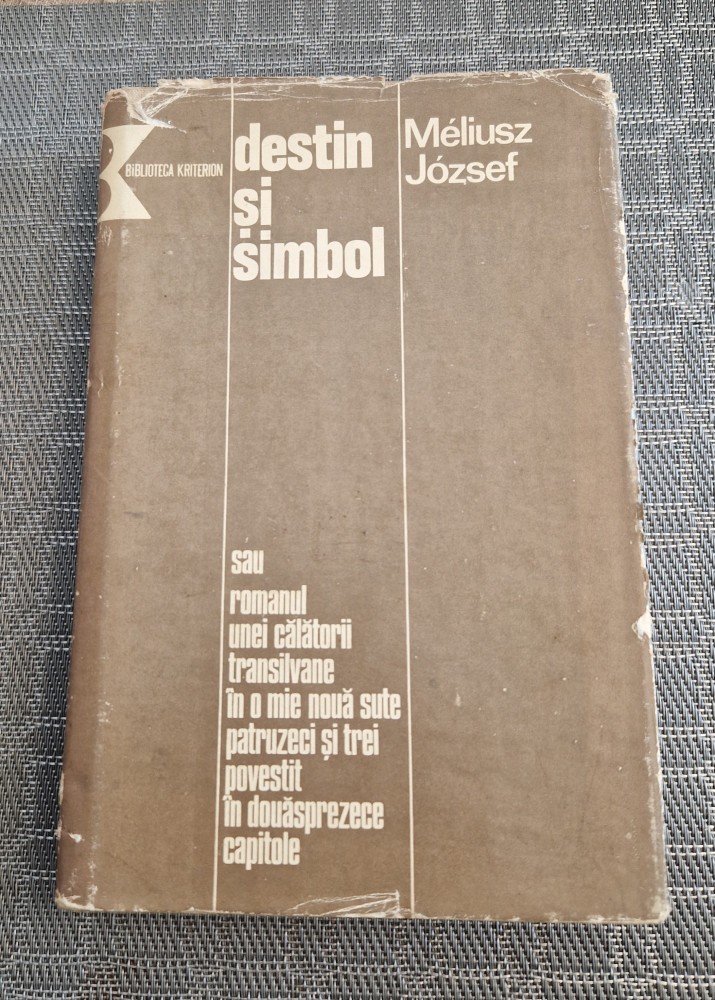 BIBLIOTECA KRITERION
destin
și
simbol
Méliusz
József
sau
romanul
unei călătorii
transilvane
în o mie nouă sute
patruzeci și trei
povestit
în douăsprezece
capitole